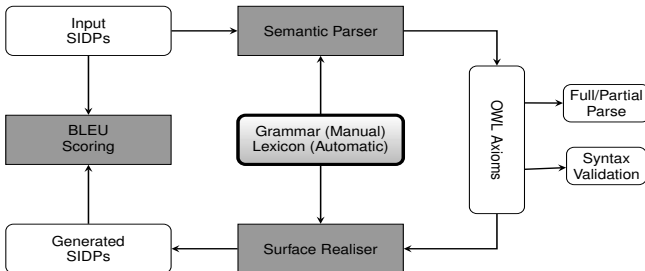 Input
SIDPs
Semantic Parser
BLEU
Scoring
Grammar (Manual)
Lexicon (Automatic)
OWL Axioms
Full/Partial
Parse
Syntax
Validation
Generated
SIDPs
Surface Realiser